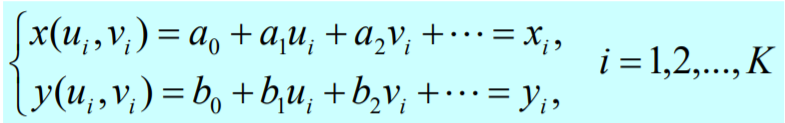 x(u_i, v_i) = a_0 + a_1u_i + a_2v_i + ⋯ = x_i,
y(u_i, v_i) = b_0 + b_1u_i + b_2v_i + ⋯ = y_i,
i = 1,2,..., K